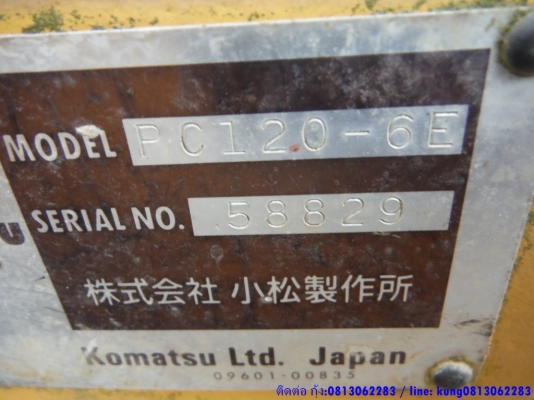 MODEL PC120-6E
SERIAL NO. 58829
株式会社 小松製作所
Komatsu Ltd. Japan
09601-00835
ติดต่อ กุ้ง:0813062283 / line: kung0813062283